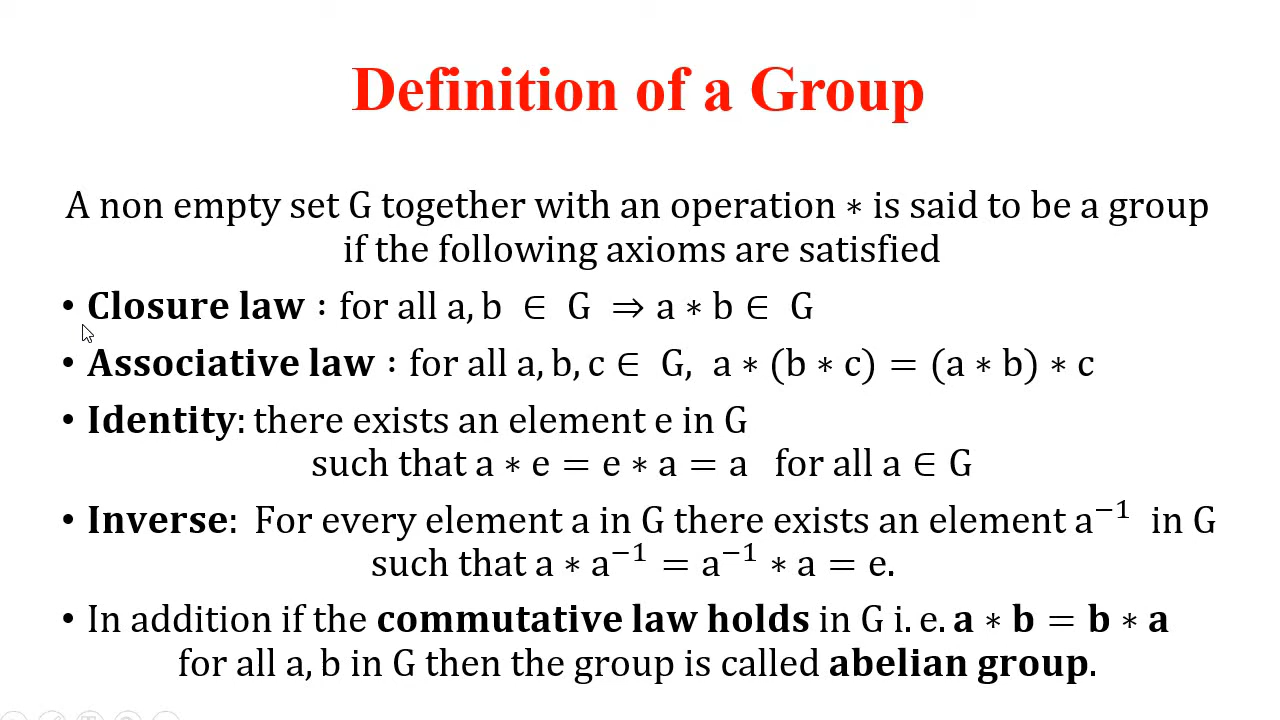 Definition of a Group
A non empty set G together with an operation ∗ is said to be a group
if the following axioms are satisfied
• Closure law : for all a, b ∈ G ⇒ a ∗ b ∈ G
• Associative law : for all a, b, c ∈ G, a ∗ (b ∗ c) = (a ∗ b) ∗ c
• Identity: there exists an element e in G
such that a ∗ e = e ∗ a = a for all a ∈ G
• Inverse: For every element a in G there exists an element a⁻¹ in G
such that a ∗ a⁻¹ = a⁻¹ ∗ a = e.
• In addition if the commutative law holds in G i. e. a ∗ b = b ∗ a
for all a, b in G then the group is called abelian group.